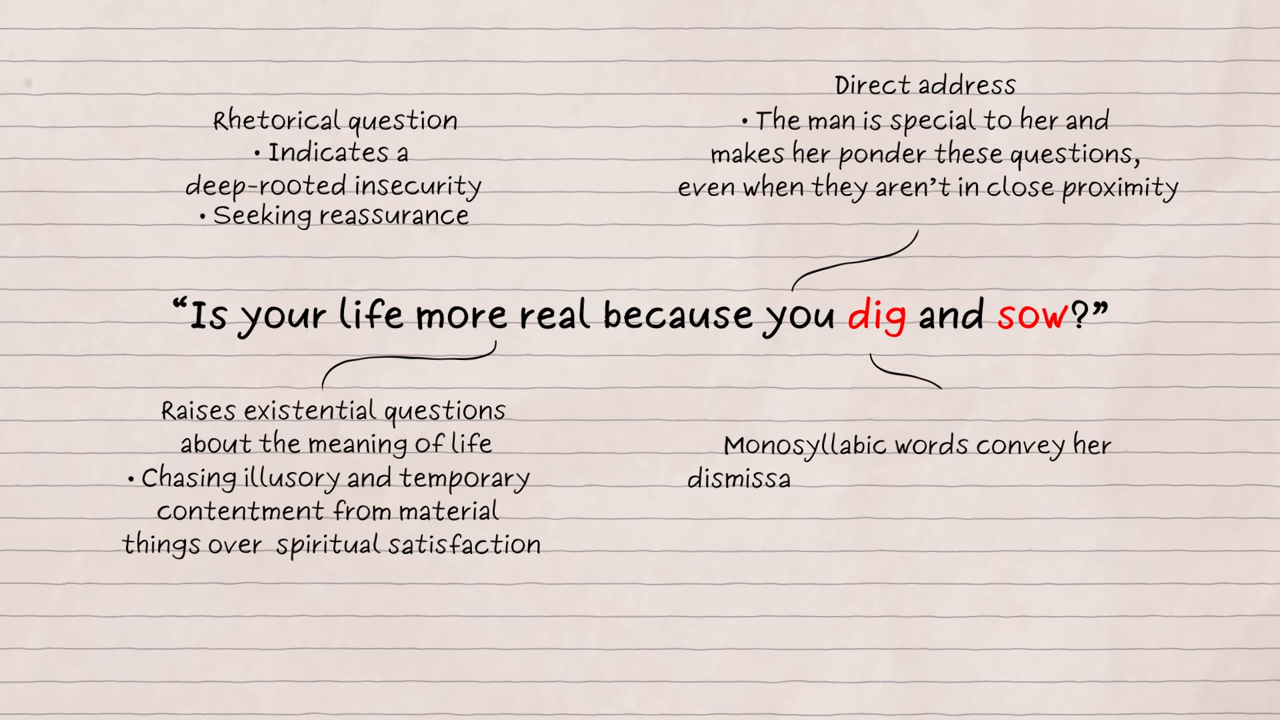 Rhetorical question
• Indicates a
deep-rooted insecurity
• Seeking reassurance
Direct address
• The man is special to her and
makes her ponder these questions,
even when they aren't in close proximity
“Is your life more real because you dig and sow?”
Raises existential questions
about the meaning of life
• Chasing illusory and temporary
contentment from material
things over spiritual satisfaction
Monosyllabic words convey her
dismissa